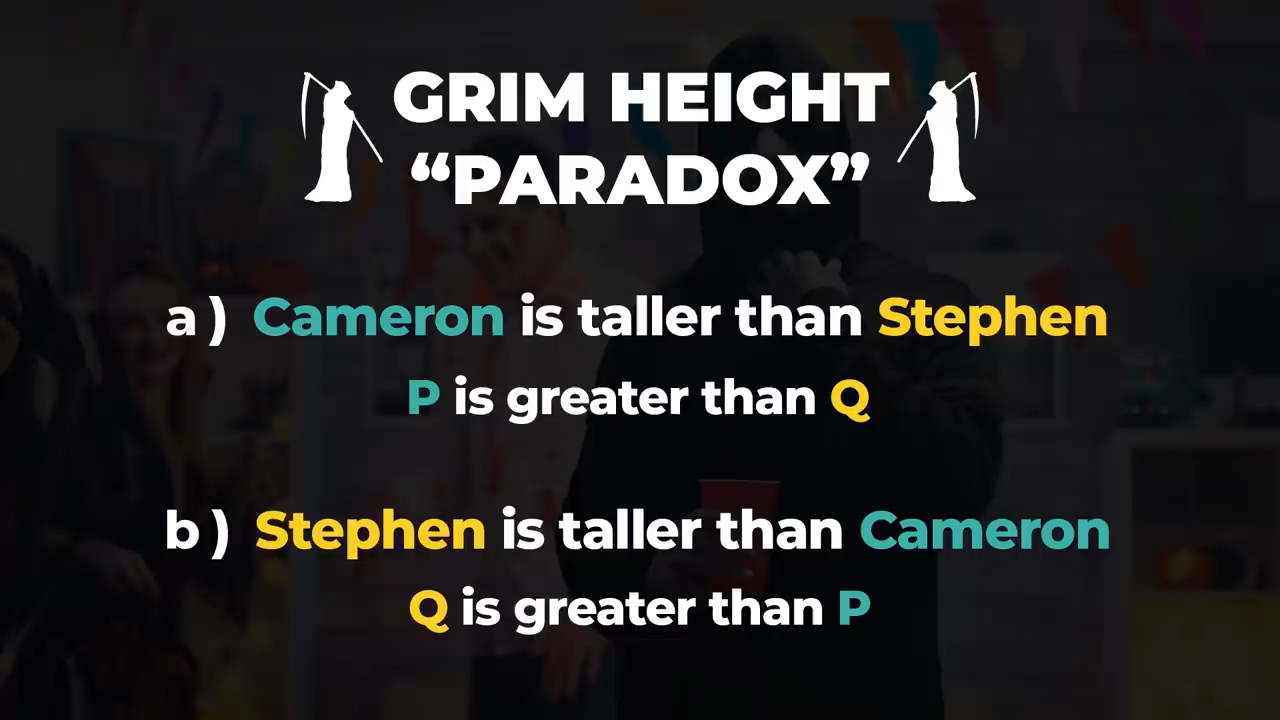 GRIM HEIGHT
“PARADOX”
a) Cameron is taller than Stephen
P is greater than Q
b) Stephen is taller than Cameron
Q is greater than P